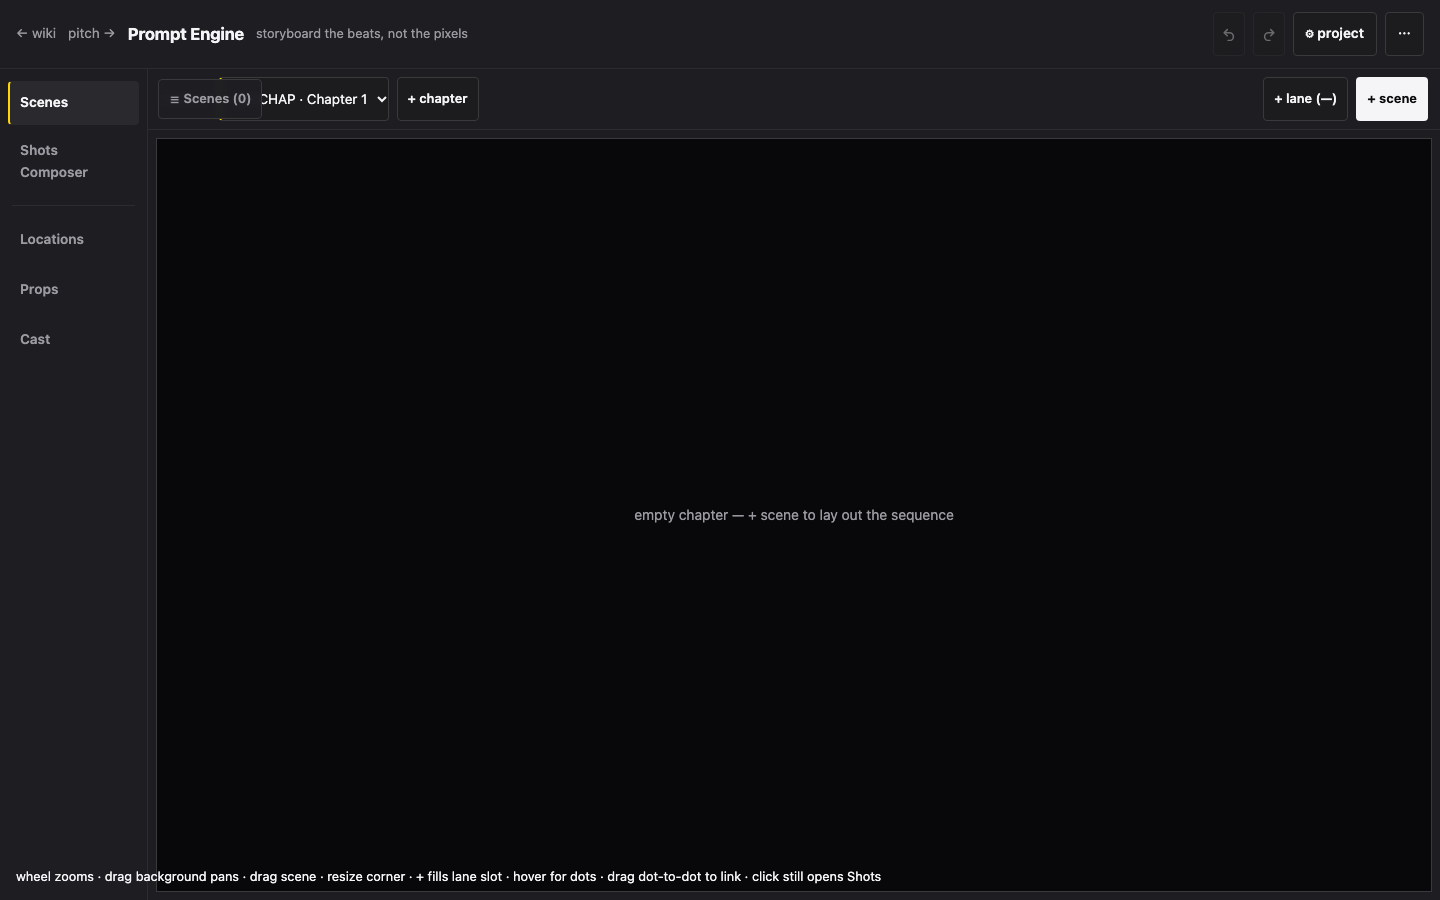 ← wiki pitch → Prompt Engine storyboard the beats, not the pixels ⚙ project ···
Scenes
Shots
Composer
Locations
Props
Cast
≡ Scenes (0) CHAP · Chapter 1 + chapter + lane (—) + scene
empty chapter — + scene to lay out the sequence
wheel zooms · drag background pans · drag scene · resize corner · + fills lane slot · hover for dots · drag dot-to-dot to link · click still opens Shots